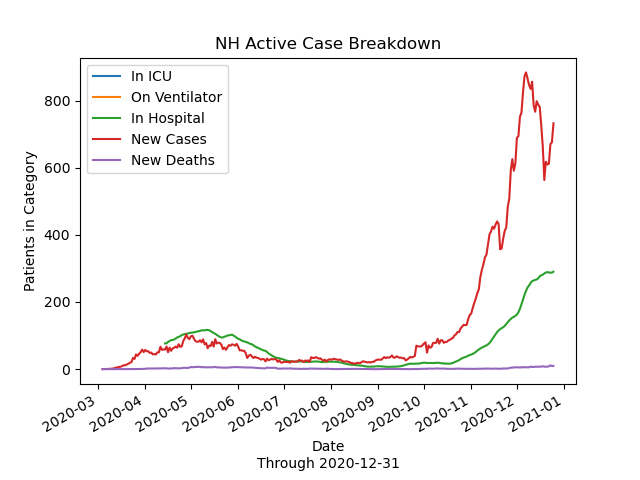 NH Active Case Breakdown
In ICU
On Ventilator
In Hospital
New Cases
New Deaths
Patients in Category
800
600
400
200
0
2020-03
2020-04
2020-05
2020-06
2020-07
2020-08
2020-09
2020-10
2020-11
2020-12
2021-01
Date
Through 2020-12-31